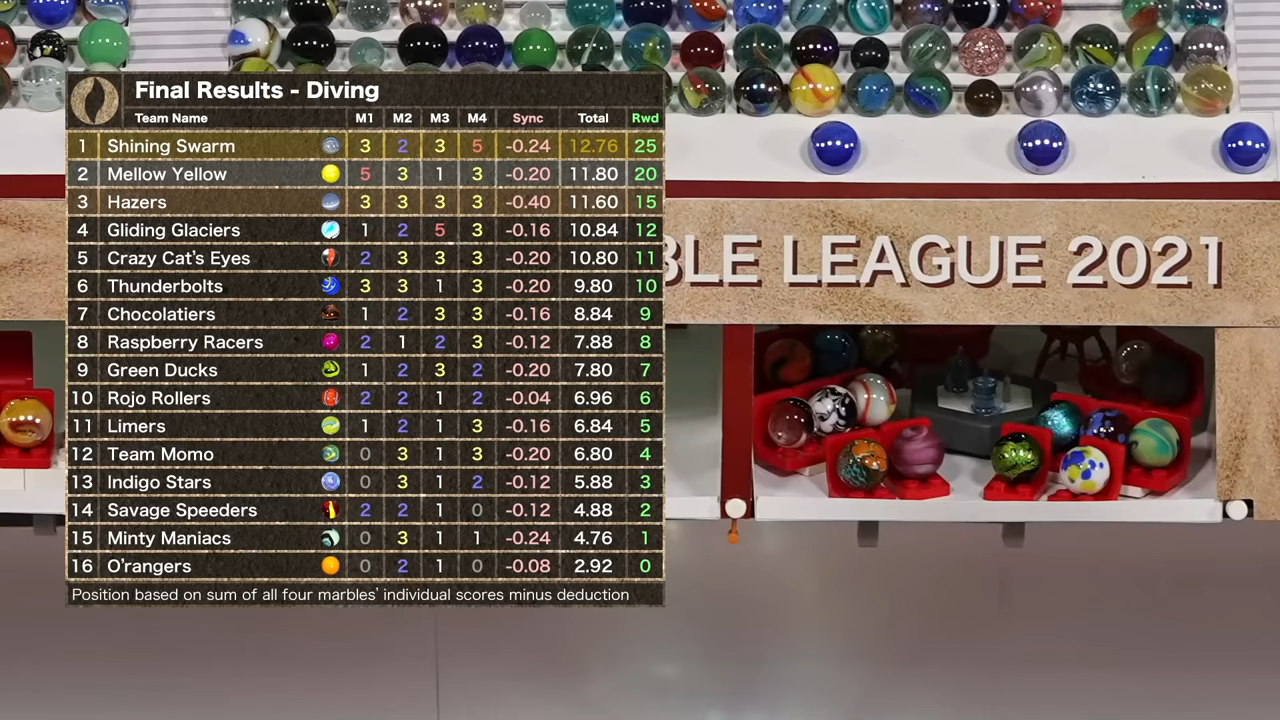 Final Results - Diving
Team Name M1 M2 M3 M4 Sync Total Rwd
1 Shining Swarm 3 2 3 5 -0.24 12.76 25
2 Mellow Yellow 5 3 1 3 -0.20 11.80 20
3 Hazers 3 3 3 3 -0.40 11.60 15
4 Gliding Glaciers 1 2 5 3 -0.16 10.84 12
5 Crazy Cat's Eyes 2 3 3 3 -0.20 10.80 11
6 Thunderbolts 3 3 1 3 -0.20 9.80 10
7 Chocolatiers 1 2 3 3 -0.16 8.84 9
8 Raspberry Racers 2 1 2 3 -0.12 7.88 8
9 Green Ducks 1 2 3 2 -0.20 7.80 7
10 Rojo Rollers 2 2 1 2 -0.04 6.96 6
11 Limers 1 2 1 3 -0.16 6.84 5
12 Team Momo 0 3 1 3 -0.20 6.80 4
13 Indigo Stars 0 3 1 2 -0.12 5.88 3
14 Savage Speeders 2 2 1 0 -0.12 4.88 2
15 Minty Maniacs 0 3 1 1 -0.24 4.76 1
16 O'rangers 0 2 1 0 -0.08 2.92 0
Position based on sum of all four marbles' individual scores minus deduction
BLE LEAGUE 2021